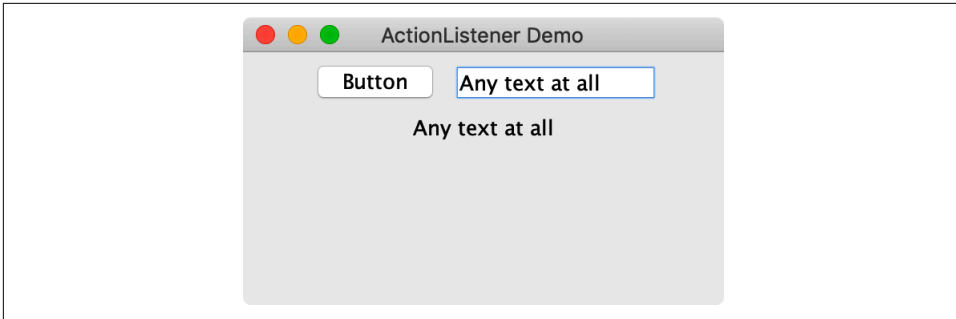 ActionListener Demo
Button Any text at all
Any text at all